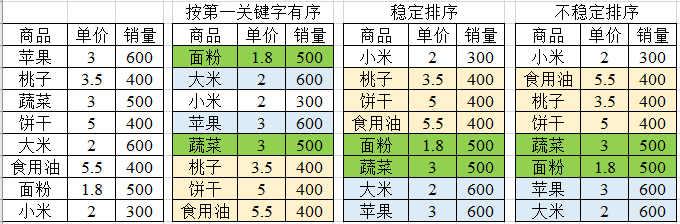 按第一关键字有序 稳定排序 不稳定排序
商品 单价 销量 商品 单价 销量 商品 单价 销量 商品 单价 销量
苹果 3 600 面粉 1.8 500 小米 2 300 小米 2 300
桃子 3.5 400 大米 2 600 桃子 3.5 400 食用油 5.5 400
蔬菜 3 500 小米 2 300 饼干 5 400 桃子 3.5 400
饼干 5 400 苹果 3 600 食用油 5.5 400 饼干 5 400
大米 2 600 蔬菜 3 500 面粉 1.8 500 蔬菜 3 500
食用油 5.5 400 桃子 3.5 400 蔬菜 3 500 面粉 1.8 500
面粉 1.8 500 饼干 5 400 大米 2 600 苹果 3 600
小米 2 300 食用油 5.5 400 苹果 3 600 大米 2 600